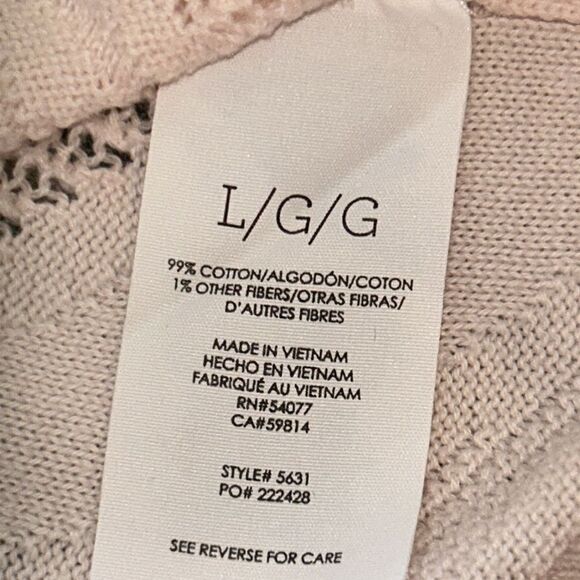 L/G/G
99% COTTON/ALGODÓN/COTON
1% OTHER FIBERS/OTRAS FIBRAS/
D'AUTRES FIBRES
MADE IN VIETNAM
HECHO EN VIETNAM
FABRIQUÉ AU VIETNAM
RN#54077
CA#59814
STYLE# 5631
PO# 222428
SEE REVERSE FOR CARE